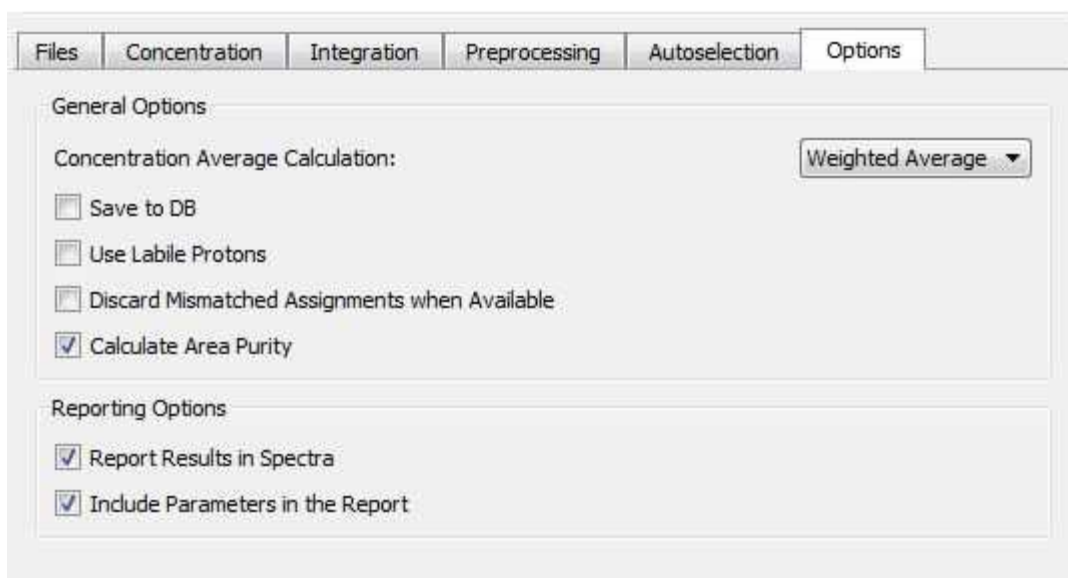 Files Concentration Integration Preprocessing Autoselection Options
General Options
Concentration Average Calculation: Weighted Average
Save to DB
Use Labile Protons
Discard Mismatched Assignments when Available
Calculate Area Purity
Reporting Options
Report Results in Spectra
Include Parameters in the Report